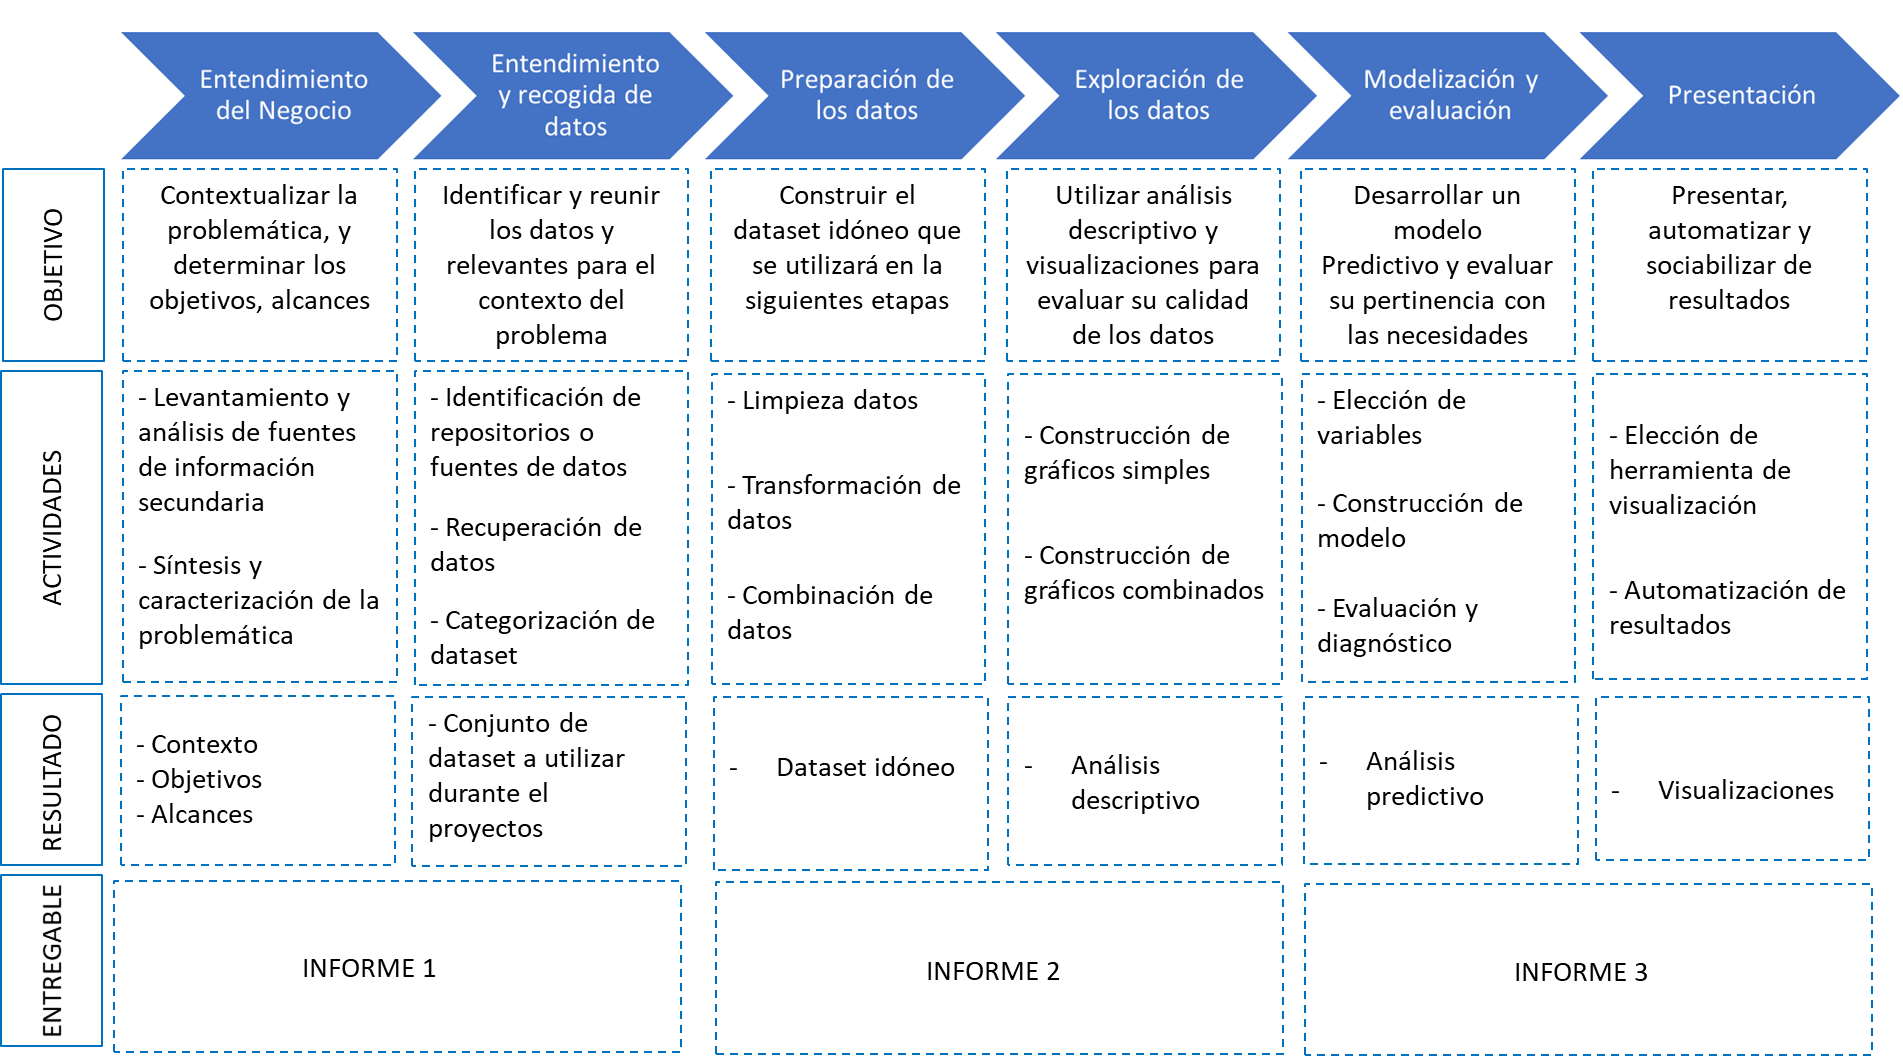 Entendimiento
del Negocio
Entendimiento
y recogida de
datos
Preparación de
los datos
Exploración de
los datos
Modelización y
evaluación
Presentación
OBJETIVO
Contextualizar la
problemática, y
determinar los
objetivos, alcances
Identificar y reunir
los datos y
relevantes para el
contexto del
problema
Construir el
dataset idóneo que
se utilizará en la
siguientes etapas
Utilizar análisis
descriptivo y
visualizaciones para
evaluar su calidad
de los datos
Desarrollar un
modelo
Predictivo y evaluar
su pertinencia con
las necesidades
Presentar,
automatizar y
sociabilizar de
resultados
ACTIVIDADES
- Levantamiento y
análisis de fuentes
de información
secundaria
- Síntesis y
caracterización de la
problemática
- Identificación de
repositorios o
fuentes de datos
- Recuperación de
datos
- Categorización de
dataset
- Limpieza datos
- Transformación de
datos
- Combinación de
datos
- Construcción de
gráficos simples
- Construcción de
gráficos combinados
- Elección de
variables
- Construcción de
modelo
- Evaluación y
diagnóstico
- Elección de
herramienta de
visualización
- Automatización de
resultados
RESULTADO
- Contexto
- Objetivos
- Alcances
- Conjunto de
dataset a utilizar
durante el
proyectos
- Dataset idóneo
- Análisis
descriptivo
- Análisis
predictivo
- Visualizaciones
ENTREGABLE
INFORME 1
INFORME 2
INFORME 3